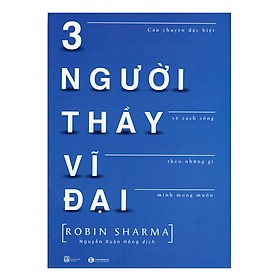 Câu chuyện đặc biệt
3
NGƯỜI
THẦY
về cách sống
VĨ
theo những gì
ĐẠI
mình mong muốn
[ROBIN SHARMA]
Nguyễn Xuân Hồng dịch